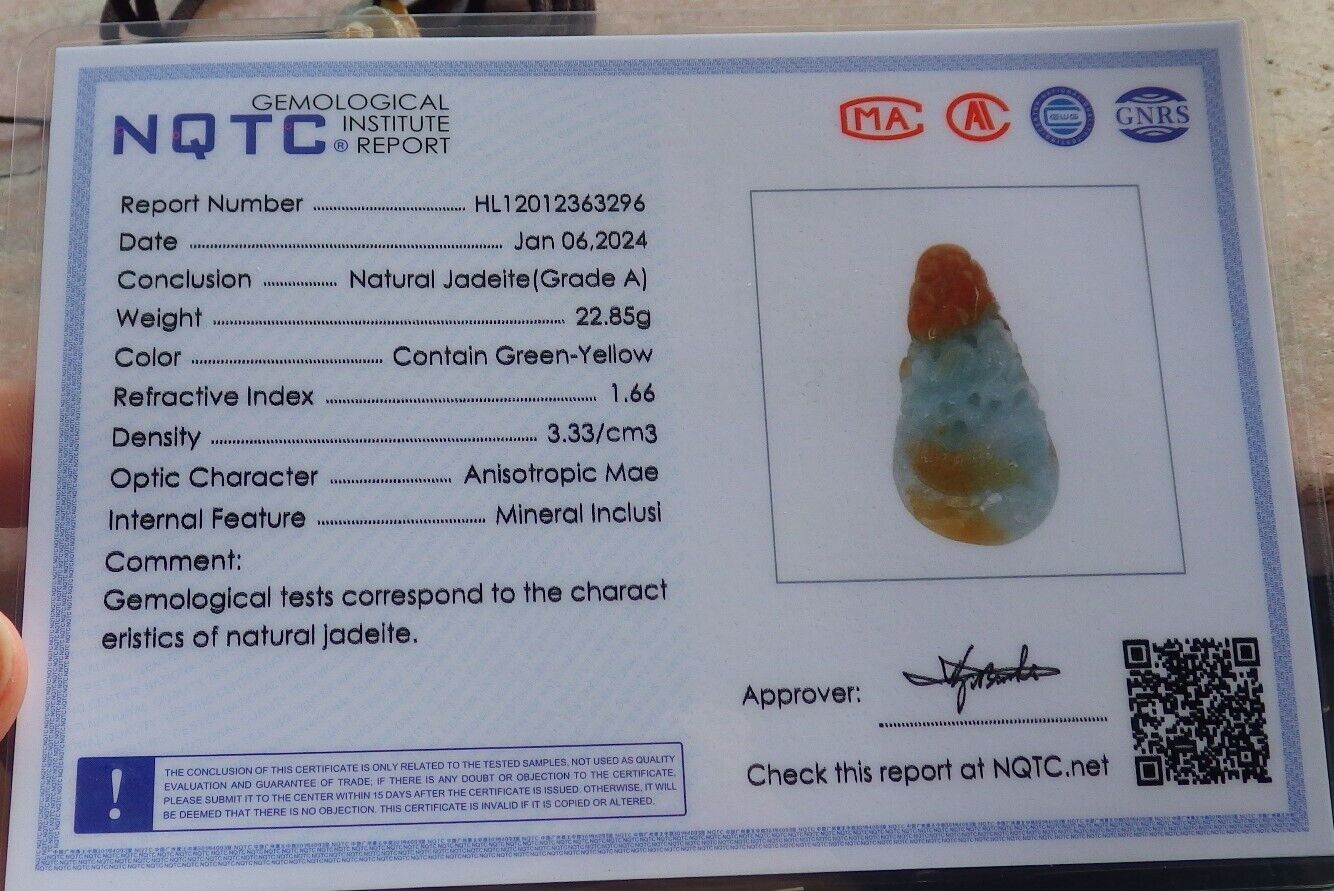 GEMOLOGICAL
NQTC® INSTITUTE
REPORT
MA
GNRS
Report Number ........ HL12012363296
Date ........ Jan 06,2024
Conclusion ........ Natural Jadeite(Grade A)
Weight ........ 22.85g
Color ........ Contain Green-Yellow
Refractive Index ........ 1.66
Density ........ 3.33/cm3
Optic Character ........ Anisotropic Mae
Internal Feature ........ Mineral Inclusi
Comment:
Gemological tests correspond to the charact
eristics of natural jadeite.
Approver:
Check this report at NQTC.net
!
THE CONCLUSION OF THIS CERTIFICATE IS ONLY RELATED TO THE TESTED SAMPLES, NOT USED AS QUALITY
EVALUATION AND GUARANTEE OF TRADE; IF THERE IS ANY DOUBT OR OBJECTION TO THE CERTIFICATE,
PLEASE SUBMIT IT TO THE CENTER WITHIN 15 DAYS AFTER THE CERTIFICATE IS ISSUED. OTHERWISE, IT WILL
BE DEEMED THAT THERE IS NO OBJECTION. THIS CERTIFICATE IS INVALID IF IT IS COPIED OR ALTERED.